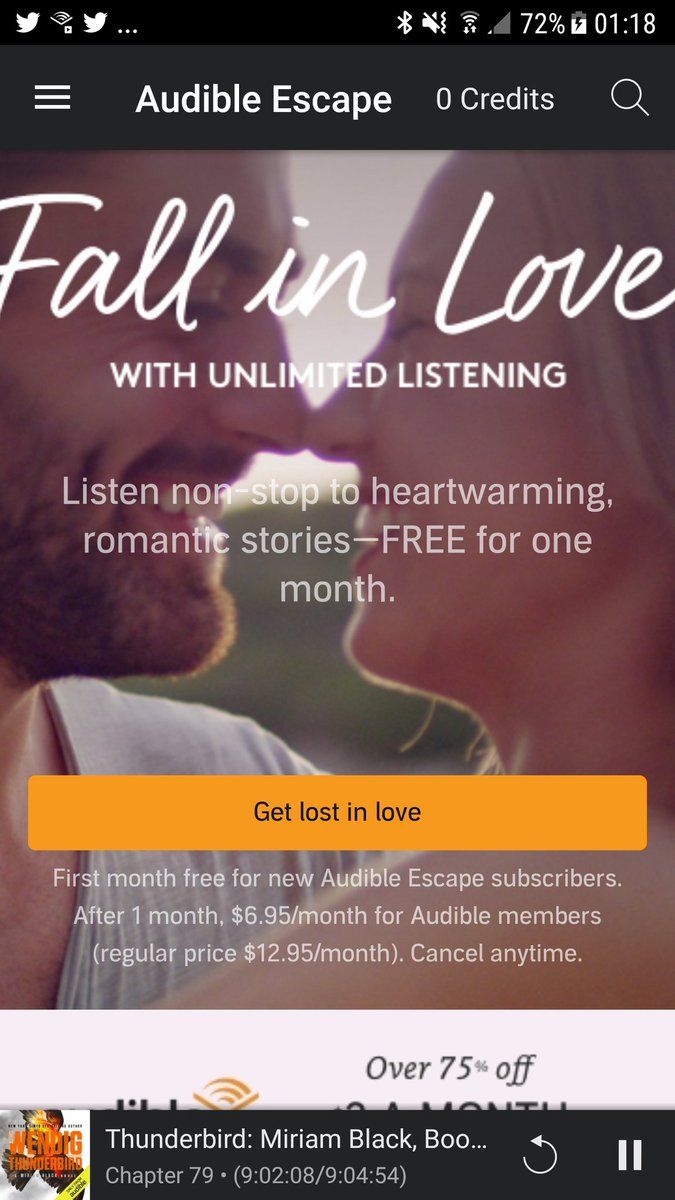 ... 72% 01:18
Audible Escape 0 Credits
Fall in Love
WITH UNLIMITED LISTENING
Listen non-stop to heartwarming,
romantic stories—FREE for one
month.
Get lost in love
First month free for new Audible Escape subscribers.
After 1 month, $6.95/month for Audible members
(regular price $12.95/month). Cancel anytime.
Over 75% off
A MONTH
WENDIG
THUNDERBIRD
Thunderbird: Miriam Black, Boo...
Chapter 79 • (9:02:08/9:04:54)